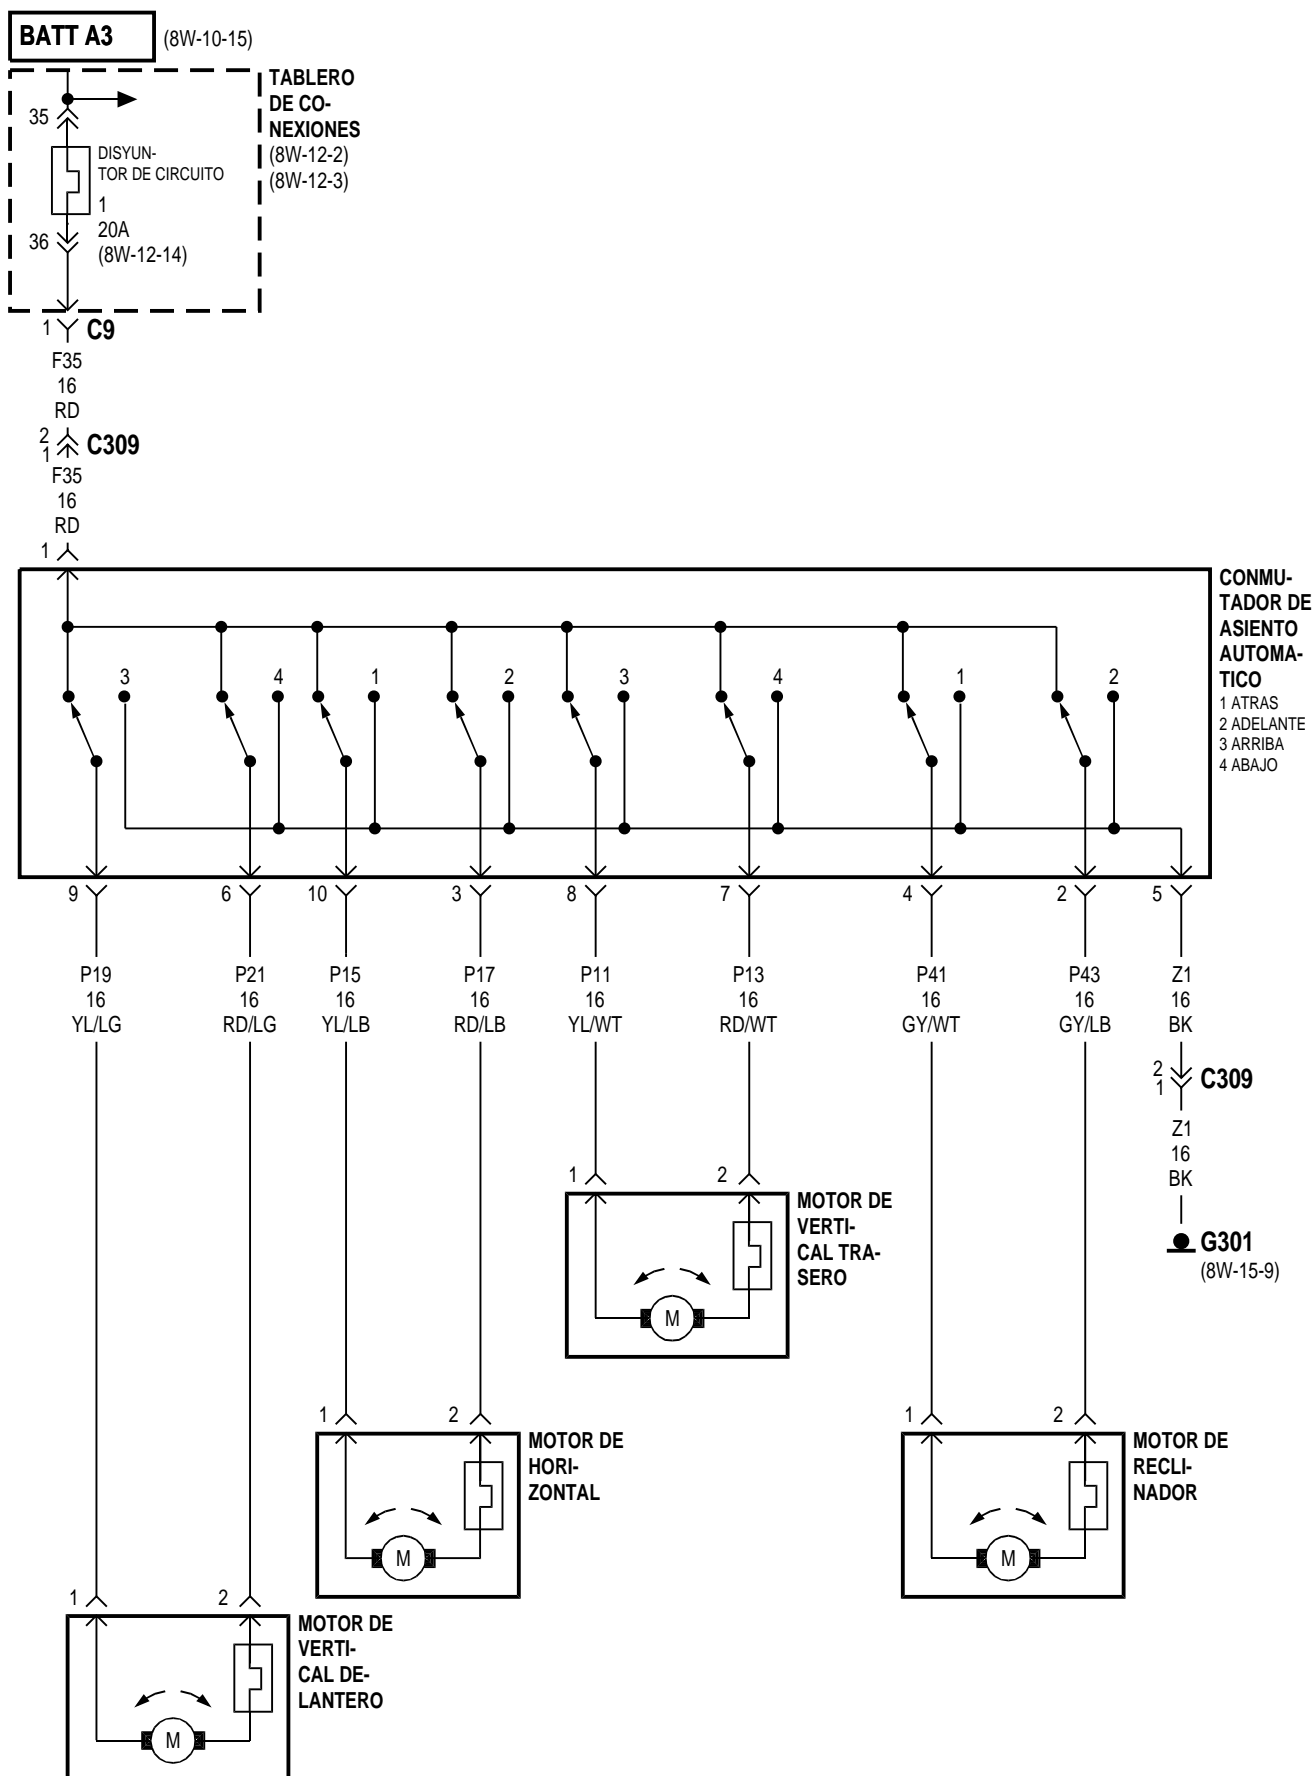 BATT A3 (8W-10-15)
TABLERO
DE CO-
NEXIONES
(8W-12-2)
(8W-12-3)
35
DISYUN-
TOR DE CIRCUITO
1
20A
(8W-12-14)
36
1 C9
F35
16
RD
2
1 C309
F35
16
RD
1
CONMU-
TADOR DE
ASIENTO
AUTOMA-
TICO
1 ATRAS
2 ADELANTE
3 ARRIBA
4 ABAJO
3 4 1 2 3 4 1 2
9 6 10 3 8 7 4 2 5
P19 P21 P15 P17 P11 P13 P41 P43 Z1
16 16 16 16 16 16 16 16 16
YL/LG RD/LG YL/LB RD/LB YL/WT RD/WT GY/WT GY/LB BK
2
1 C309
Z1
16
BK
G301
(8W-15-9)
1 2
MOTOR DE
VERTI-
CAL TRA-
SERO
M
1 2
MOTOR DE
HORI-
ZONTAL
M
1 2
MOTOR DE
RECLI-
NADOR
M
1 2
MOTOR DE
VERTI-
CAL DE-
LANTERO
M